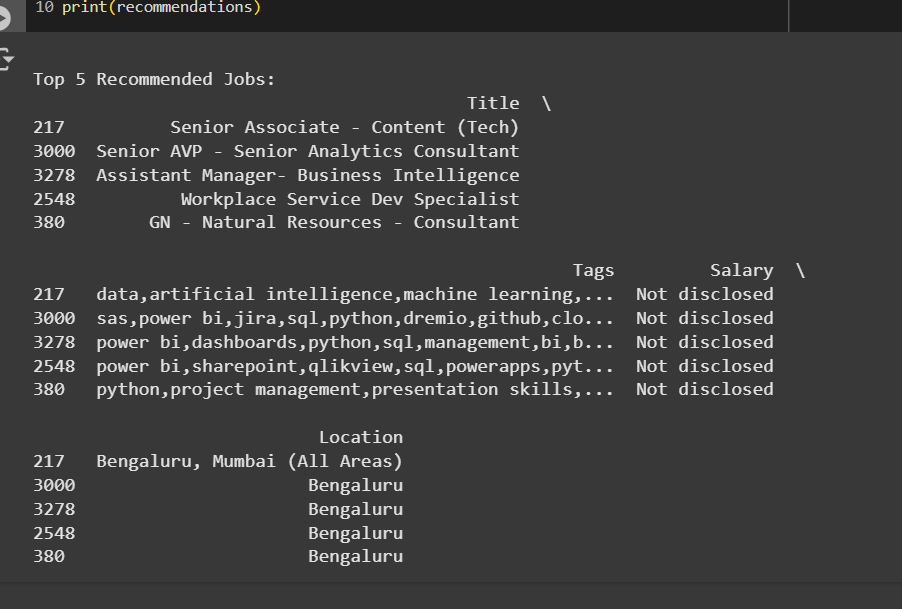 10 print(recommendations)
Top 5 Recommended Jobs:
Title \
217 Senior Associate - Content (Tech)
3000 Senior AVP - Senior Analytics Consultant
3278 Assistant Manager- Business Intelligence
2548 Workplace Service Dev Specialist
380 GN - Natural Resources - Consultant
Tags Salary \
217 data,artificial intelligence,machine learning,... Not disclosed
3000 sas,power bi,jira,sql,python,dremio,github,clo... Not disclosed
3278 power bi,dashboards,python,sql,management,bi,b... Not disclosed
2548 power bi,sharepoint,qlikview,sql,powerapps,pyt... Not disclosed
380 python,project management,presentation skills,... Not disclosed
Location
217 Bengaluru, Mumbai (All Areas)
3000 Bengaluru
3278 Bengaluru
2548 Bengaluru
380 Bengaluru